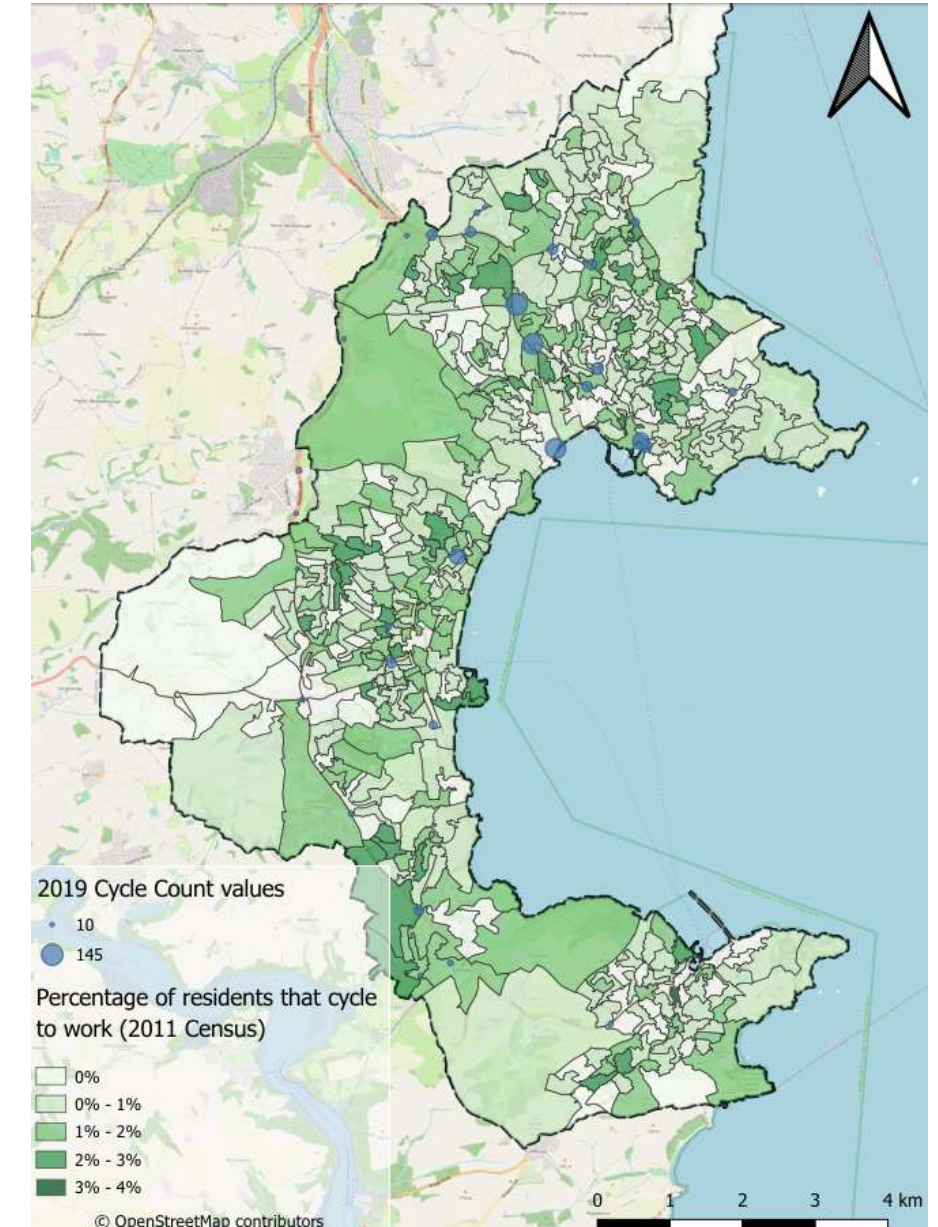 2019 Cycle Count values
10
145
Percentage of residents that cycle
to work (2011 Census)
0%
0% - 1%
1% - 2%
2% - 3%
3% - 4%
© OpenStreetMap contributors
0 1 2 3 4 km